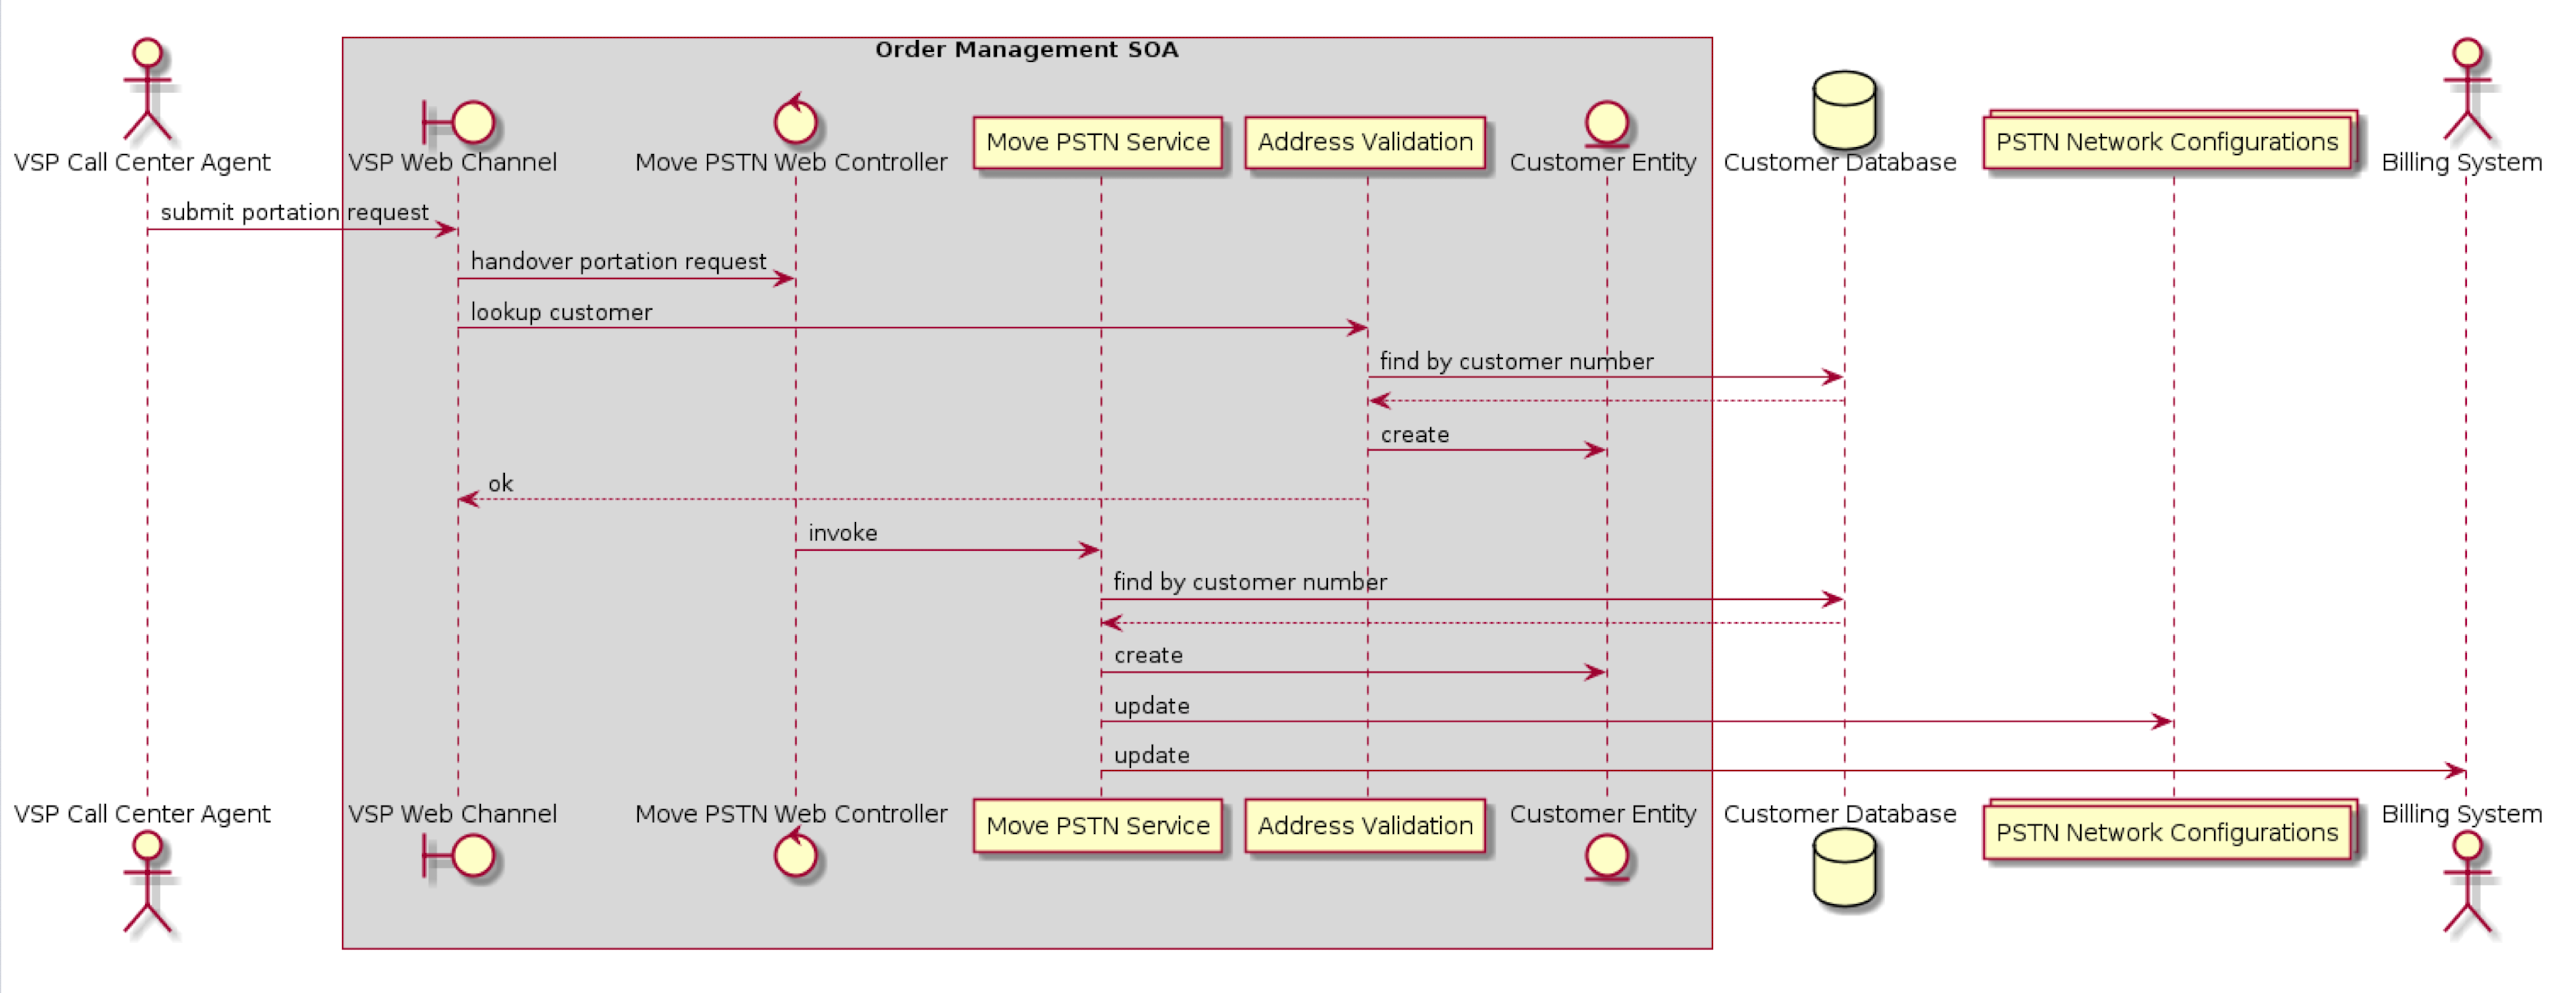 Order Management SOA
VSP Call Center Agent
VSP Web Channel
Move PSTN Web Controller
Move PSTN Service
Address Validation
Customer Entity
Customer Database
PSTN Network Configurations
Billing System
submit portation request
handover portation request
lookup customer
find by customer number
create
ok
invoke
find by customer number
create
update
update
VSP Call Center Agent
VSP Web Channel
Move PSTN Web Controller
Move PSTN Service
Address Validation
Customer Entity
Customer Database
PSTN Network Configurations
Billing System